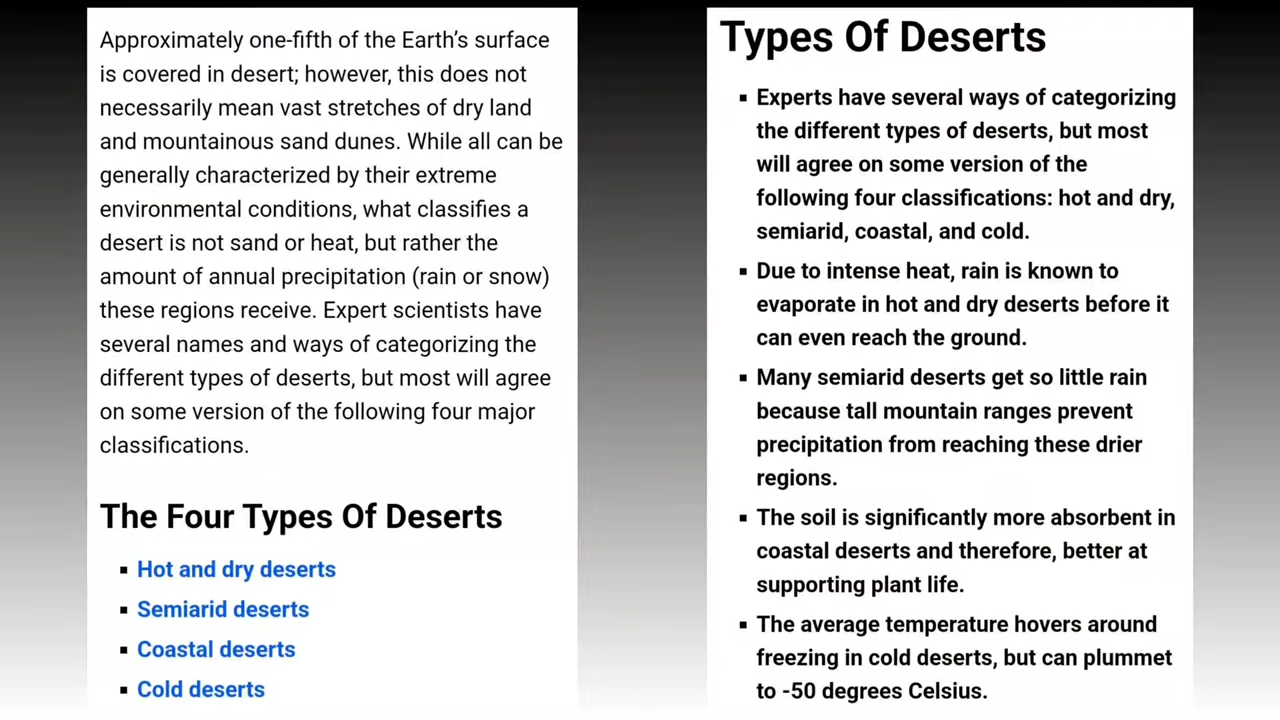 Approximately one-fifth of the Earth’s surface
is covered in desert; however, this does not
necessarily mean vast stretches of dry land
and mountainous sand dunes. While all can be
generally characterized by their extreme
environmental conditions, what classifies a
desert is not sand or heat, but rather the
amount of annual precipitation (rain or snow)
these regions receive. Expert scientists have
several names and ways of categorizing the
different types of deserts, but most will agree
on some version of the following four major
classifications.
The Four Types Of Deserts
▪ Hot and dry deserts
▪ Semiarid deserts
▪ Coastal deserts
▪ Cold deserts
Types Of Deserts
▪ Experts have several ways of categorizing
the different types of deserts, but most
will agree on some version of the
following four classifications: hot and dry,
semiarid, coastal, and cold.
▪ Due to intense heat, rain is known to
evaporate in hot and dry deserts before it
can even reach the ground.
▪ Many semiarid deserts get so little rain
because tall mountain ranges prevent
precipitation from reaching these drier
regions.
▪ The soil is significantly more absorbent in
coastal deserts and therefore, better at
supporting plant life.
▪ The average temperature hovers around
freezing in cold deserts, but can plummet
to -50 degrees Celsius.